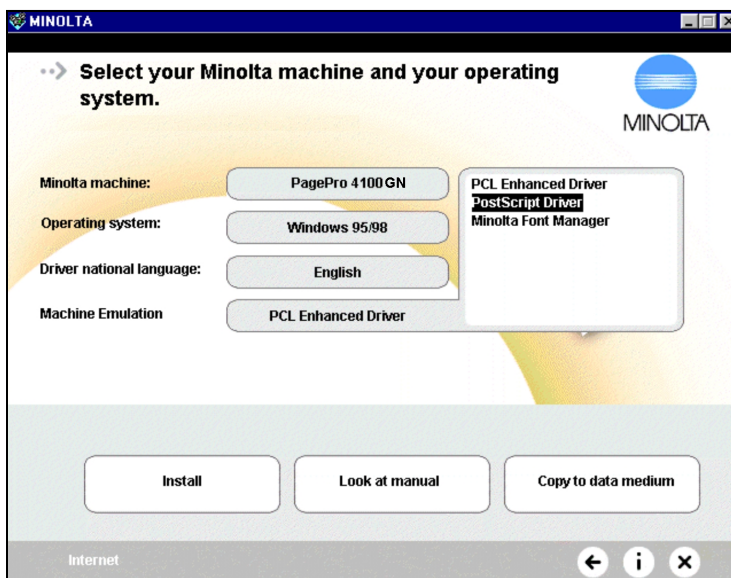 MINOLTA
Select your Minolta machine and your operating
system.
MINOLTA
Minolta machine:
PagePro 4100GN
Operating system:
Windows 95/98
Driver national language:
English
Machine Emulation
PCL Enhanced Driver
PCL Enhanced Driver
PostScript Driver
Minolta Font Manager
Install
Look at manual
Copy to data medium
Internet
i